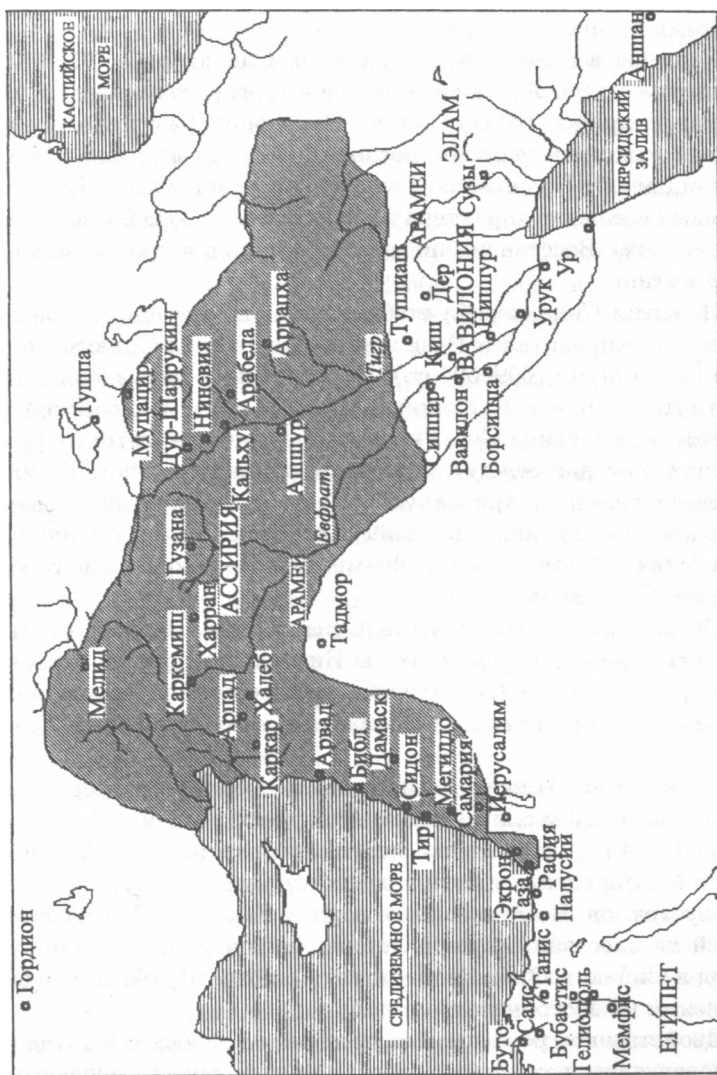 КАСПИЙСКОЕ
МОРЕ
Аншан
ПЕРСИДСКИЙ
ЗАЛИВ
ЭЛАМ
Сузы
АРАМЕИ
Дер
Туплиаш
ВАВИЛОНИЯ
Ниппур
Урук
Ур
Киш
Сиппар
Вавилон
Борсиппа
Тигр
Тушпа
Мусасир
Дур-Шаррукин
Ниневия
Арабела
Аррапха
Кальху
Ашшур
Евфрат
Гузана
АССИРИЯ
АРАМЕИ
Тадмор
Мелид
Каркемиш
Харран
Арпад
Халеб
Каркар
Арвад
Библ
Дамаск
Сидон
Тир
Мегиддо
Самария
Иерусалим
Экрон
Газа
Рафия
Палусий
СРЕДИЗЕМНОЕ МОРЕ
Гордион
Буто
Саис
Танис
Бубастис
Гелиополь
Мемфис
ЕГИПЕТ